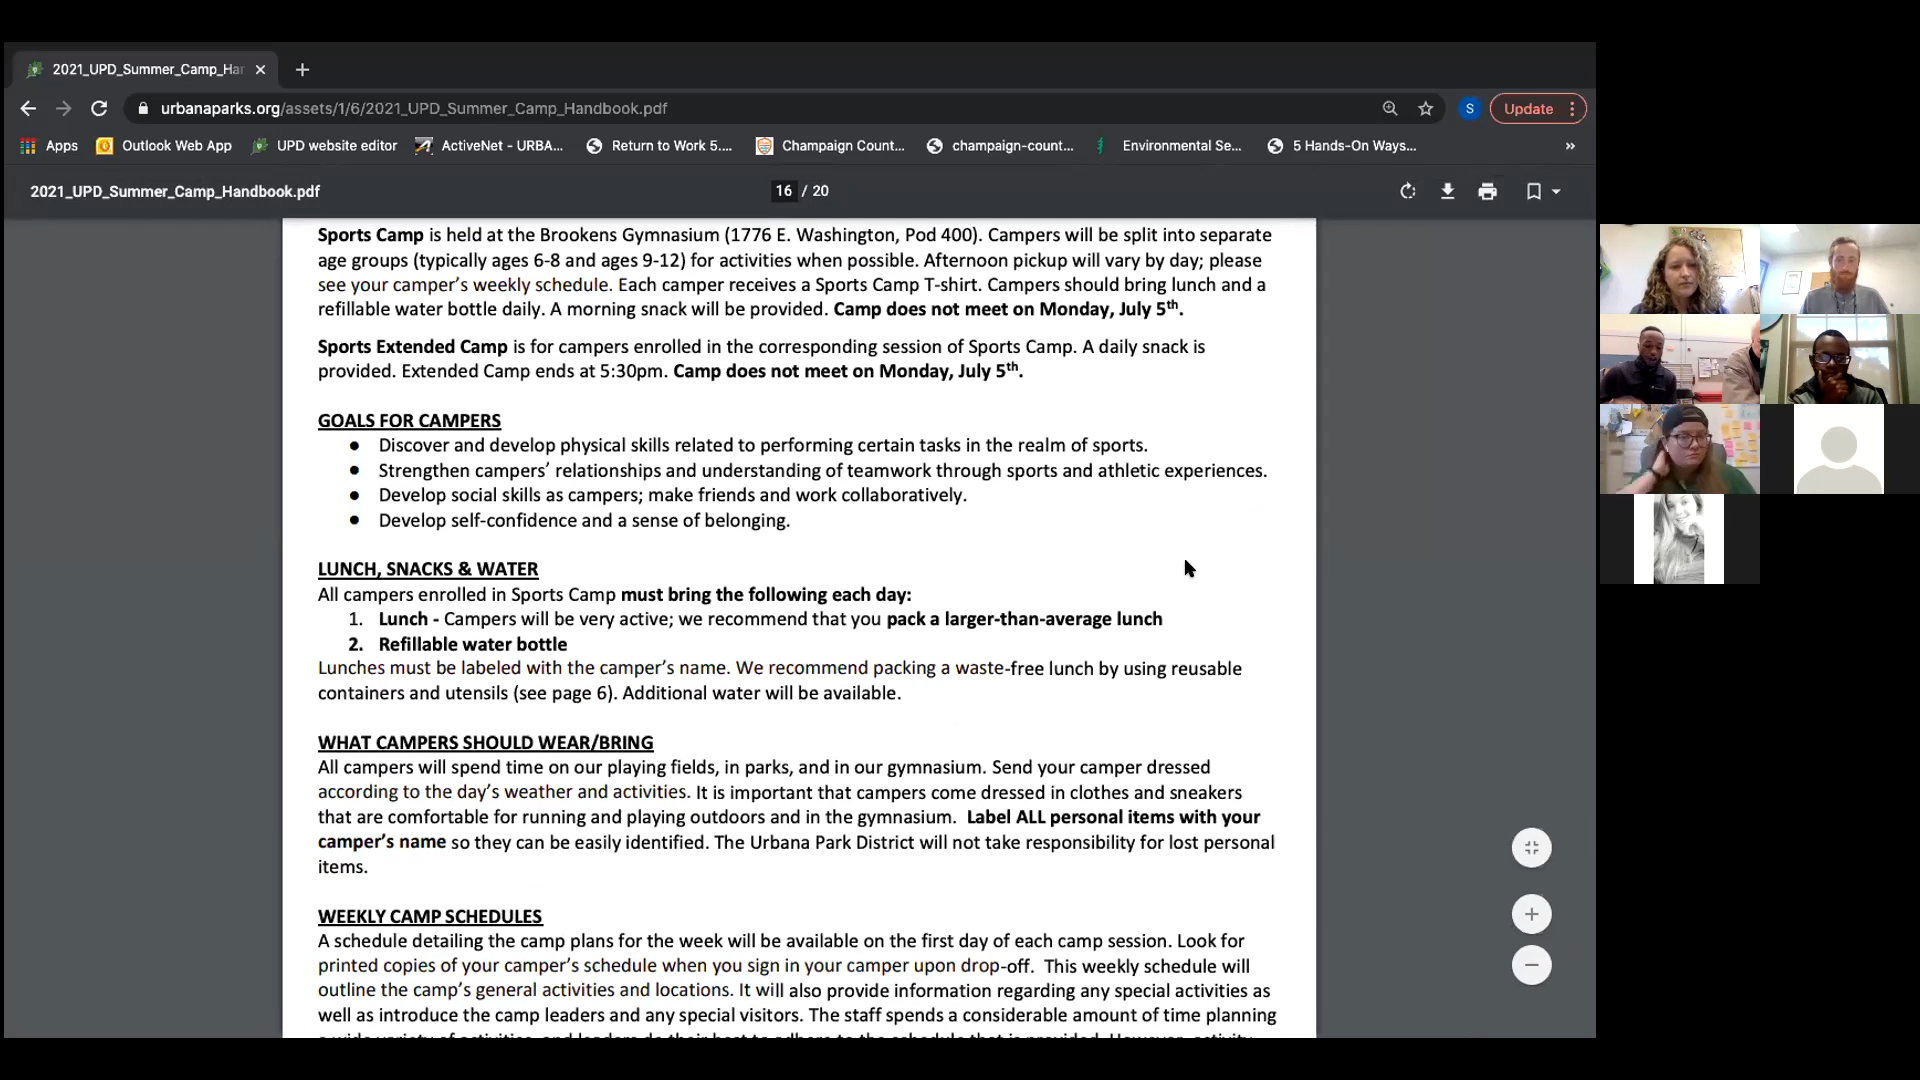 2021_UPD_Summer_Camp_Har
urbanaparks.org/assets/1/6/2021_UPD_Summer_Camp_Handbook.pdf
S
Update
Apps
Outlook Web App
UPD website editor
ActiveNet - URBA...
Return to Work 5....
Champaign Count...
champaign-count...
Environmental Se...
5 Hands-On Ways...
»
2021_UPD_Summer_Camp_Handbook.pdf
16 / 20
Sports Camp is held at the Brookens Gymnasium (1776 E. Washington, Pod 400). Campers will be split into separate
age groups (typically ages 6-8 and ages 9-12) for activities when possible. Afternoon pickup will vary by day; please
see your camper's weekly schedule. Each camper receives a Sports Camp T-shirt. Campers should bring lunch and a
refillable water bottle daily. A morning snack will be provided. Camp does not meet on Monday, July 5th.
Sports Extended Camp is for campers enrolled in the corresponding session of Sports Camp. A daily snack is
provided. Extended Camp ends at 5:30pm. Camp does not meet on Monday, July 5th.
GOALS FOR CAMPERS
● Discover and develop physical skills related to performing certain tasks in the realm of sports.
● Strengthen campers' relationships and understanding of teamwork through sports and athletic experiences.
● Develop social skills as campers; make friends and work collaboratively.
● Develop self-confidence and a sense of belonging.
LUNCH, SNACKS & WATER
All campers enrolled in Sports Camp must bring the following each day:
1. Lunch - Campers will be very active; we recommend that you pack a larger-than-average lunch
2. Refillable water bottle
Lunches must be labeled with the camper's name. We recommend packing a waste-free lunch by using reusable
containers and utensils (see page 6). Additional water will be available.
WHAT CAMPERS SHOULD WEAR/BRING
All campers will spend time on our playing fields, in parks, and in our gymnasium. Send your camper dressed
according to the day's weather and activities. It is important that campers come dressed in clothes and sneakers
that are comfortable for running and playing outdoors and in the gymnasium. Label ALL personal items with your
camper's name so they can be easily identified. The Urbana Park District will not take responsibility for lost personal
items.
WEEKLY CAMP SCHEDULES
A schedule detailing the camp plans for the week will be available on the first day of each camp session. Look for
printed copies of your camper's schedule when you sign in your camper upon drop-off. This weekly schedule will
outline the camp's general activities and locations. It will also provide information regarding any special activities as
well as introduce the camp leaders and any special visitors. The staff spends a considerable amount of time planning
a wide variety of activities, and leaders do their best to adhere to the schedule that is provided. However, activity